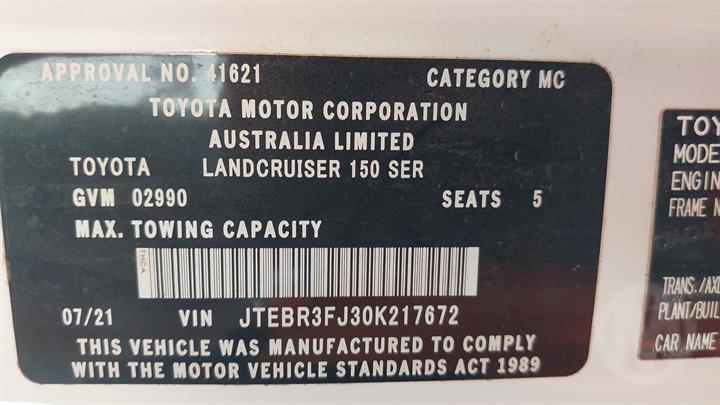 APPROVAL NO. 41621 CATEGORY MC
TOYOTA MOTOR CORPORATION
AUSTRALIA LIMITED
TOYOTA LANDCRUISER 150 SER
GVM 02990 SEATS 5
MAX. TOWING CAPACITY
TMCA
07/21 VIN JTEBR3FJ30K217672
THIS VEHICLE WAS MANUFACTURED TO COMPLY
WITH THE MOTOR VEHICLE STANDARDS ACT 1989
TOY
MODE
ENGIN
FRAME N
TRANS./AXL
PLANT/BUIL
CAR NAME